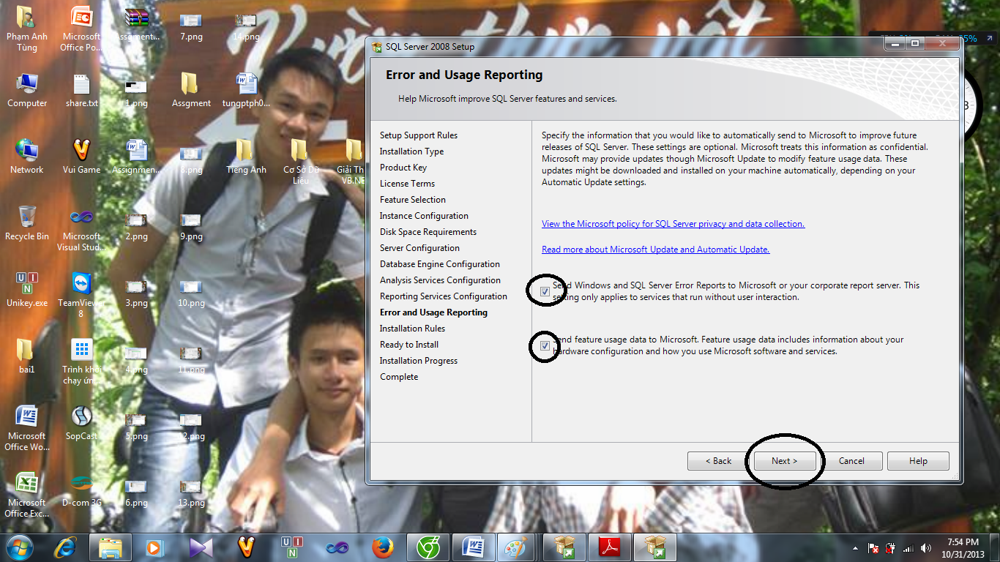 Vườn thực vật
Phạm Anh
Tùng
Microsoft
Office Po...
7.png
14.png
Computer
share.txt
1.png
Assgment
tungptph0...
Network
Vui Game
Assignmen...
8.png
Tiếng Anh
Cơ Sở Dữ
Liệu
Recycle Bin
Microsoft
Visual Stud...
2.png
9.png
U I
N
Unikey.exe
TeamViewer
8
3.png
10.png
bai1
Trình khởi
chạy ứn...
4.png
11.png
Microsoft
Office Wo...
SopCast
5.png
12.png
Microsoft
Office Exc...
D-com 3G
6.png
13.png
SQL Server 2008 Setup
Error and Usage Reporting
Help Microsoft improve SQL Server features and services.
Setup Support Rules
Installation Type
Product Key
License Terms
Feature Selection
Instance Configuration
Disk Space Requirements
Server Configuration
Database Engine Configuration
Analysis Services Configuration
Reporting Services Configuration
Error and Usage Reporting
Installation Rules
Ready to Install
Installation Progress
Complete
Specify the information that you would like to automatically send to Microsoft to improve future
releases of SQL Server. These settings are optional. Microsoft treats this information as confidential.
Microsoft may provide updates though Microsoft Update to modify feature usage data. These
updates might be downloaded and installed on your machine automatically, depending on your
Automatic Update settings.
View the Microsoft policy for SQL Server privacy and data collection.
Read more about Microsoft Update and Automatic Update.
Send Windows and SQL Server Error Reports to Microsoft or your corporate report server. This
setting only applies to services that run without user interaction.
Send feature usage data to Microsoft. Feature usage data includes information about your
hardware configuration and how you use Microsoft software and services.
< Back
Next >
Cancel
Help
3
U I
N
7:54 PM
10/31/2013